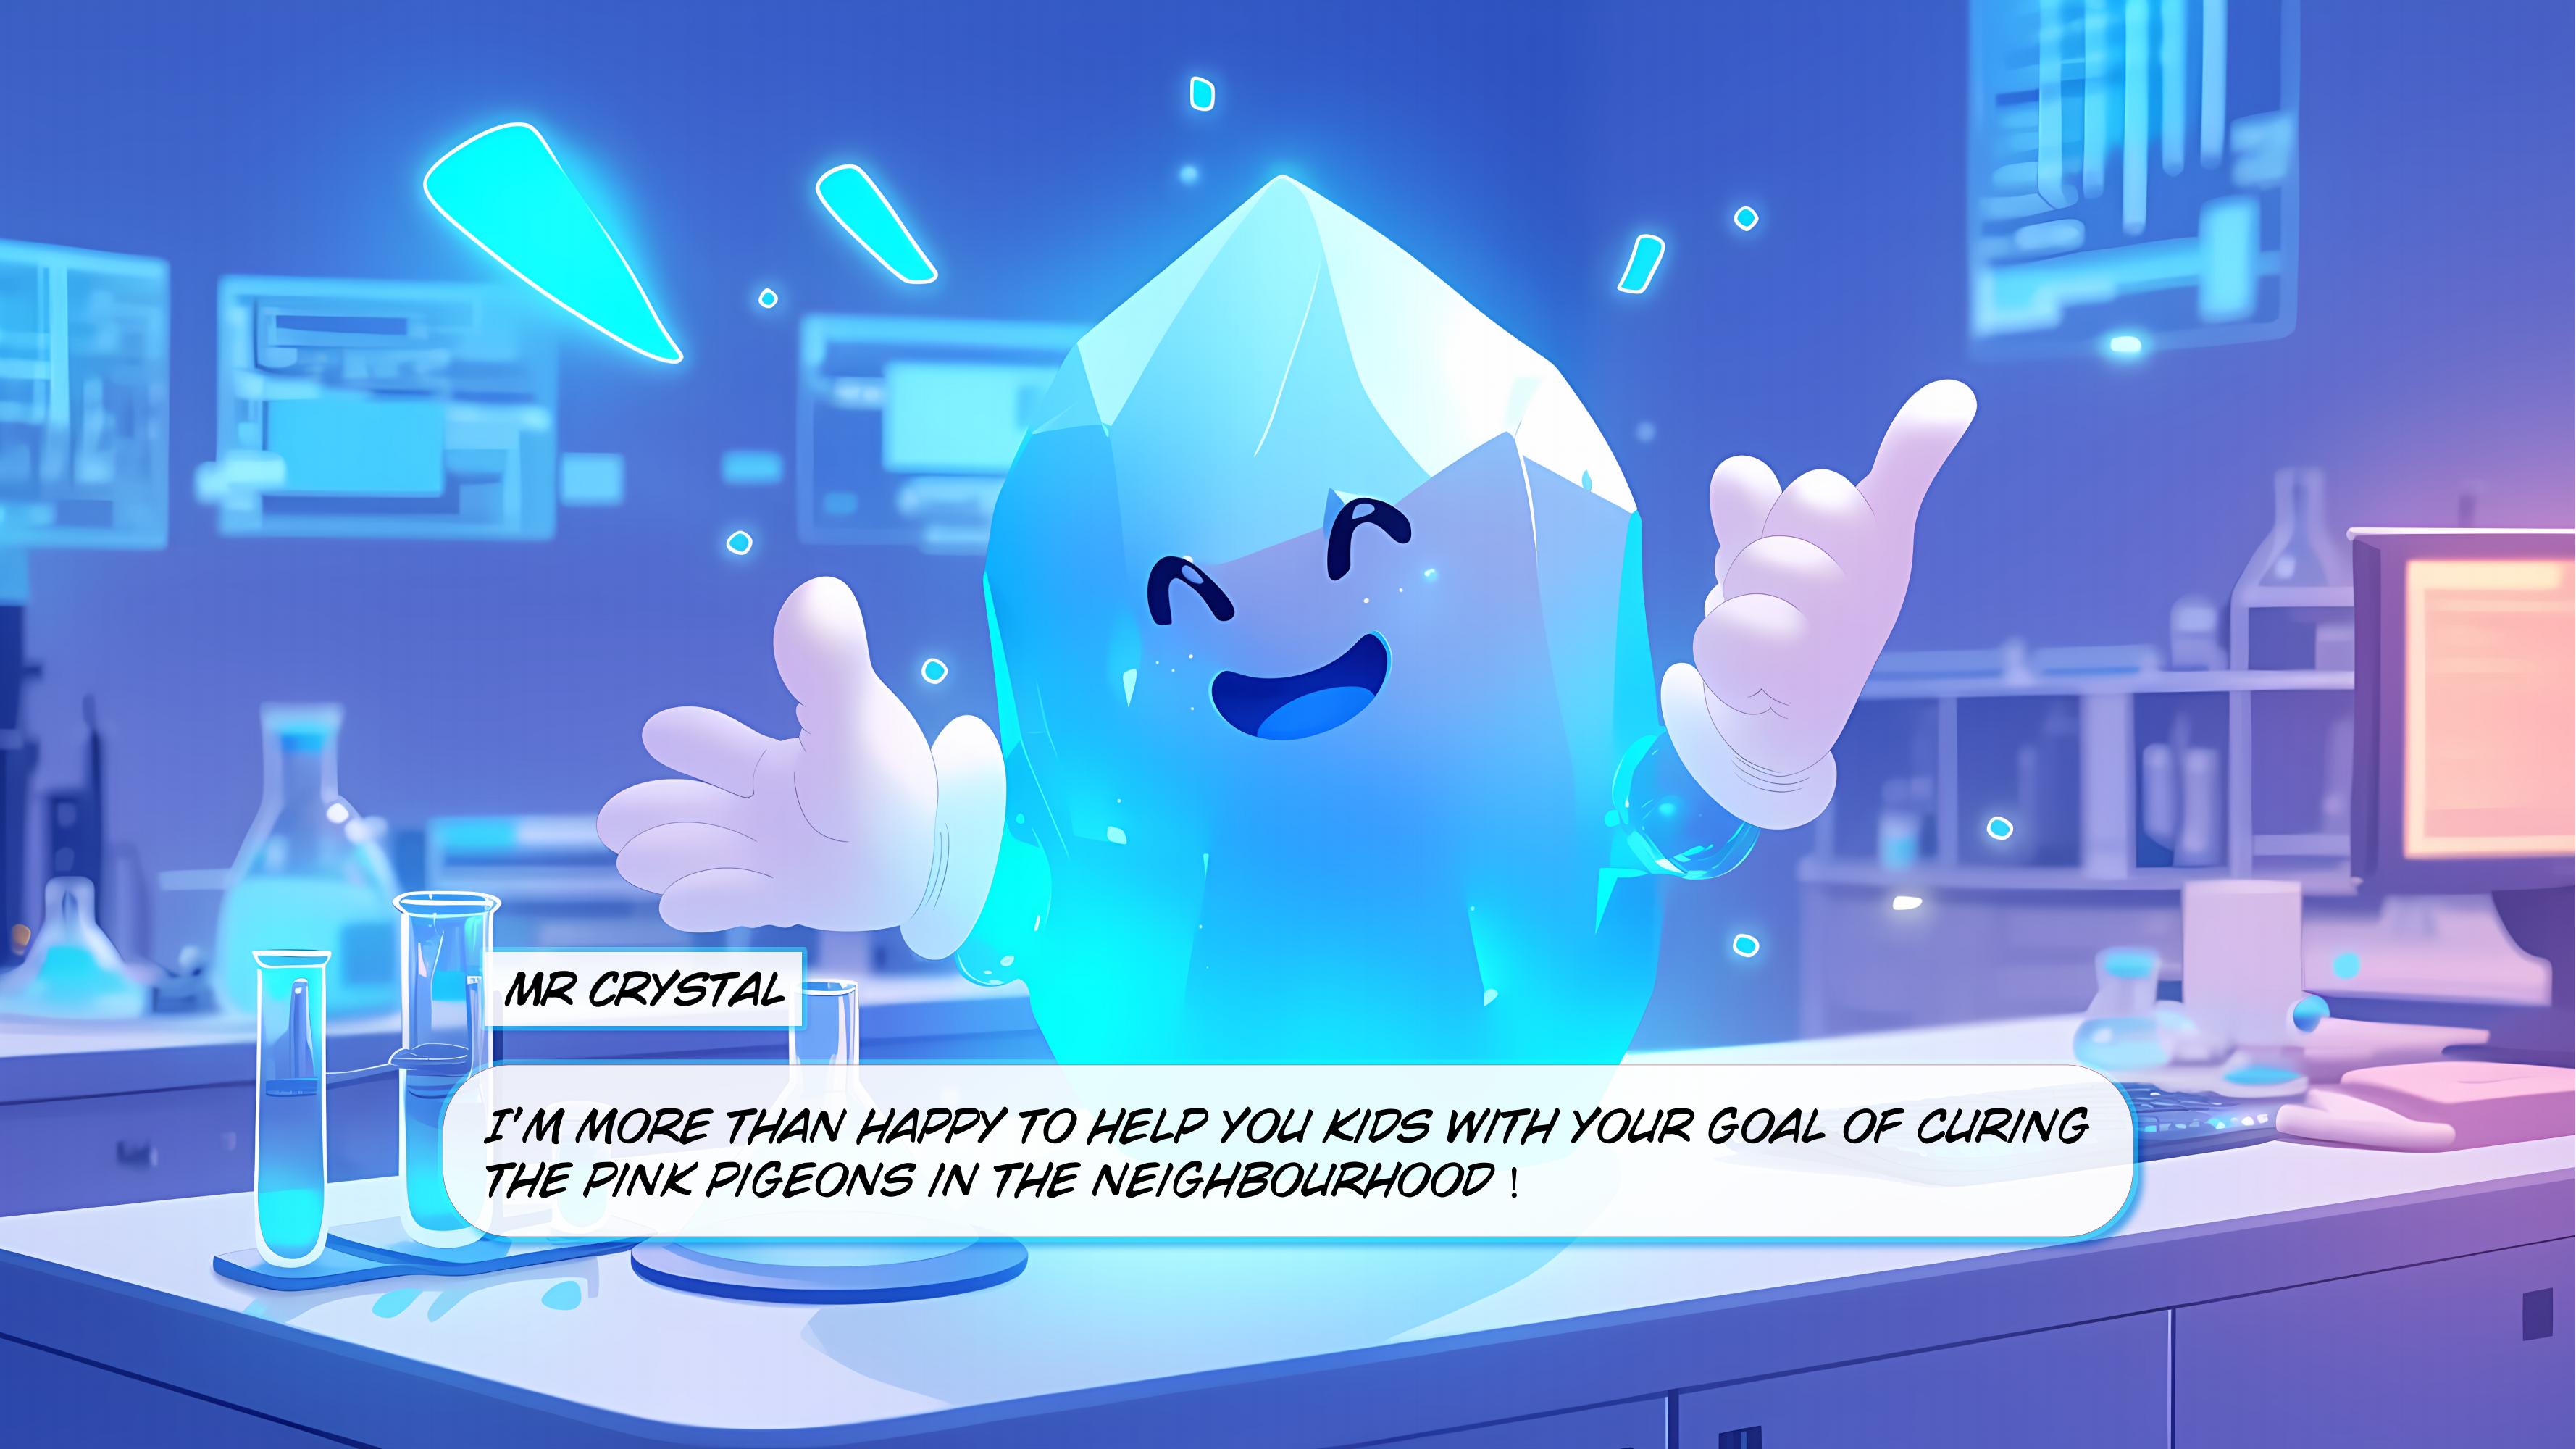 MR CRYSTAL
I'M MORE THAN HAPPY TO HELP YOU KIDS WITH YOUR GOAL OF CURING
THE PINK PIGEONS IN THE NEIGHBOURHOOD !